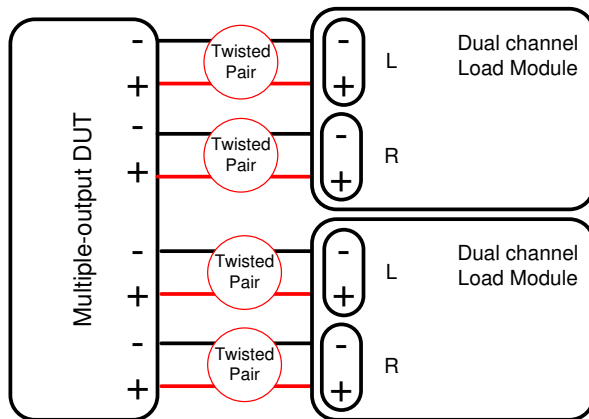 Multiple-output DUT
-
+
-
+
-
+
-
+
Twisted
Pair
Twisted
Pair
Twisted
Pair
Twisted
Pair
-
+
L
-
+
R
Dual channel
Load Module
-
+
L
-
+
R
Dual channel
Load Module